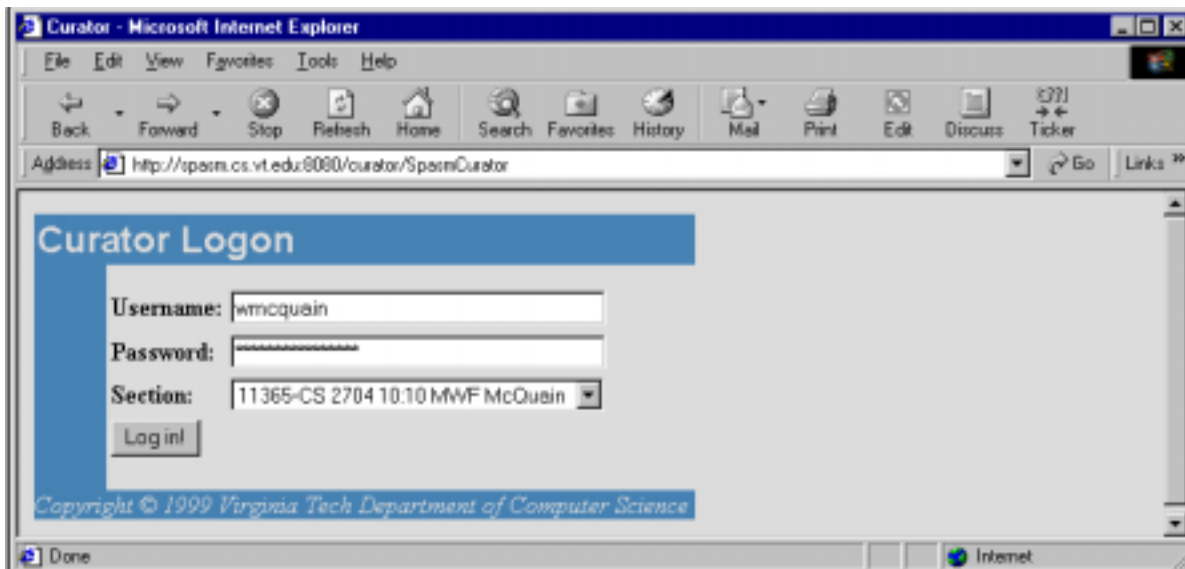 Curator - Microsoft Internet Explorer
File Edit View Favorites Tools Help
Back Forward Stop Refresh Home Search Favorites History Mail Print Edit Discuss Ticker
Address http://spasm.cs.vt.edu:8080/curator/SpasmCurator Go Links »
Curator Logon
Username: wmcquain
Password: ****************
Section: 11365-CS 2704 10:10 MWF McQuain
Log in!
Copyright © 1999 Virginia Tech Department of Computer Science
Done Internet